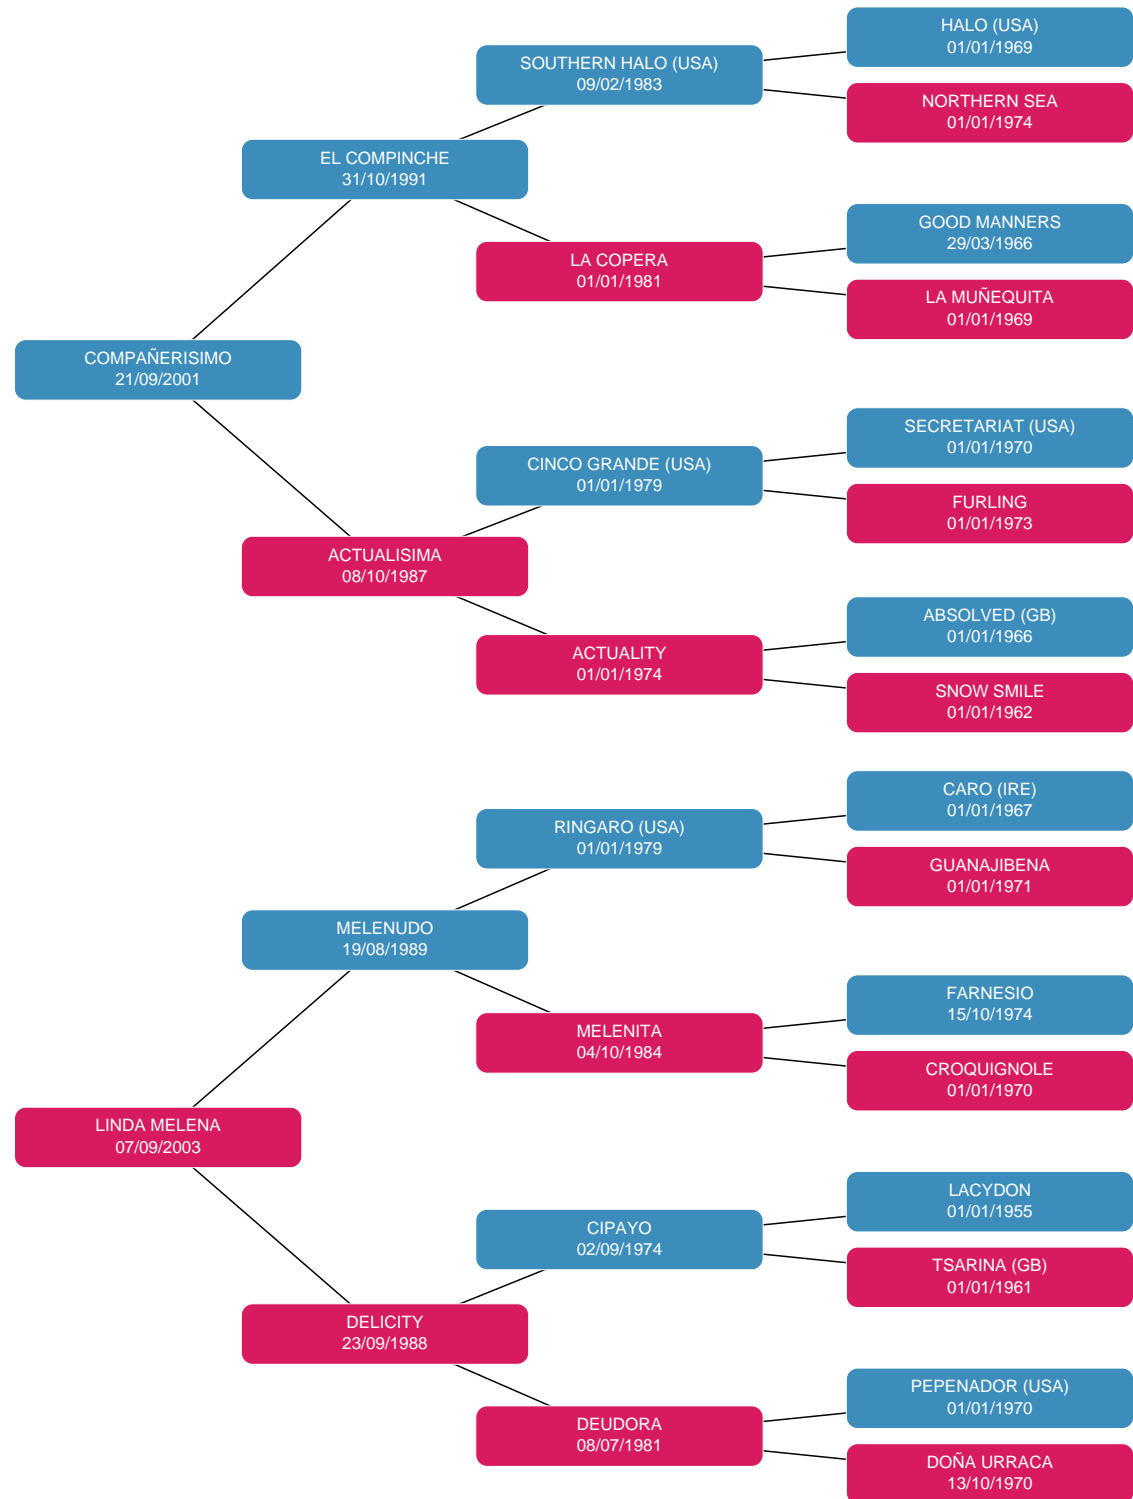 HALO (USA)
01/01/1969
SOUTHERN HALO (USA)
09/02/1983
NORTHERN SEA
01/01/1974
EL COMPINCHE
31/10/1991
GOOD MANNERS
29/03/1966
LA COPERA
01/01/1981
LA MUÑEQUITA
01/01/1969
COMPAÑERISIMO
21/09/2001
SECRETARIAT (USA)
01/01/1970
CINCO GRANDE (USA)
01/01/1979
FURLING
01/01/1973
ACTUALISIMA
08/10/1987
ABSOLVED (GB)
01/01/1966
ACTUALITY
01/01/1974
SNOW SMILE
01/01/1962
CARO (IRE)
01/01/1967
RINGARO (USA)
01/01/1979
GUANAJIBENA
01/01/1971
MELENUDO
19/08/1989
FARNESIO
15/10/1974
MELENITA
04/10/1984
CROQUIGNOLE
01/01/1970
LINDA MELENA
07/09/2003
LACYDON
01/01/1955
CIPAYO
02/09/1974
TSARINA (GB)
01/01/1961
DELICITY
23/09/1988
PEPENADOR (USA)
01/01/1970
DEUDORA
08/07/1981
DOÑA URRACA
13/10/1970